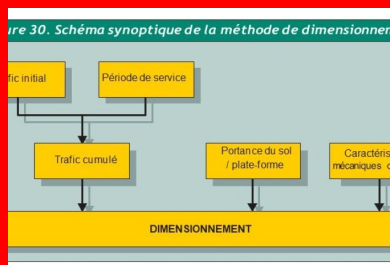 ure 30. Schéma synoptique de la méthode de dimensionnem
fic initial
Période de service
Trafic cumulé
Portance du sol
/ plate-forme
Caractéris
mécaniques
DIMENSIONNEMENT